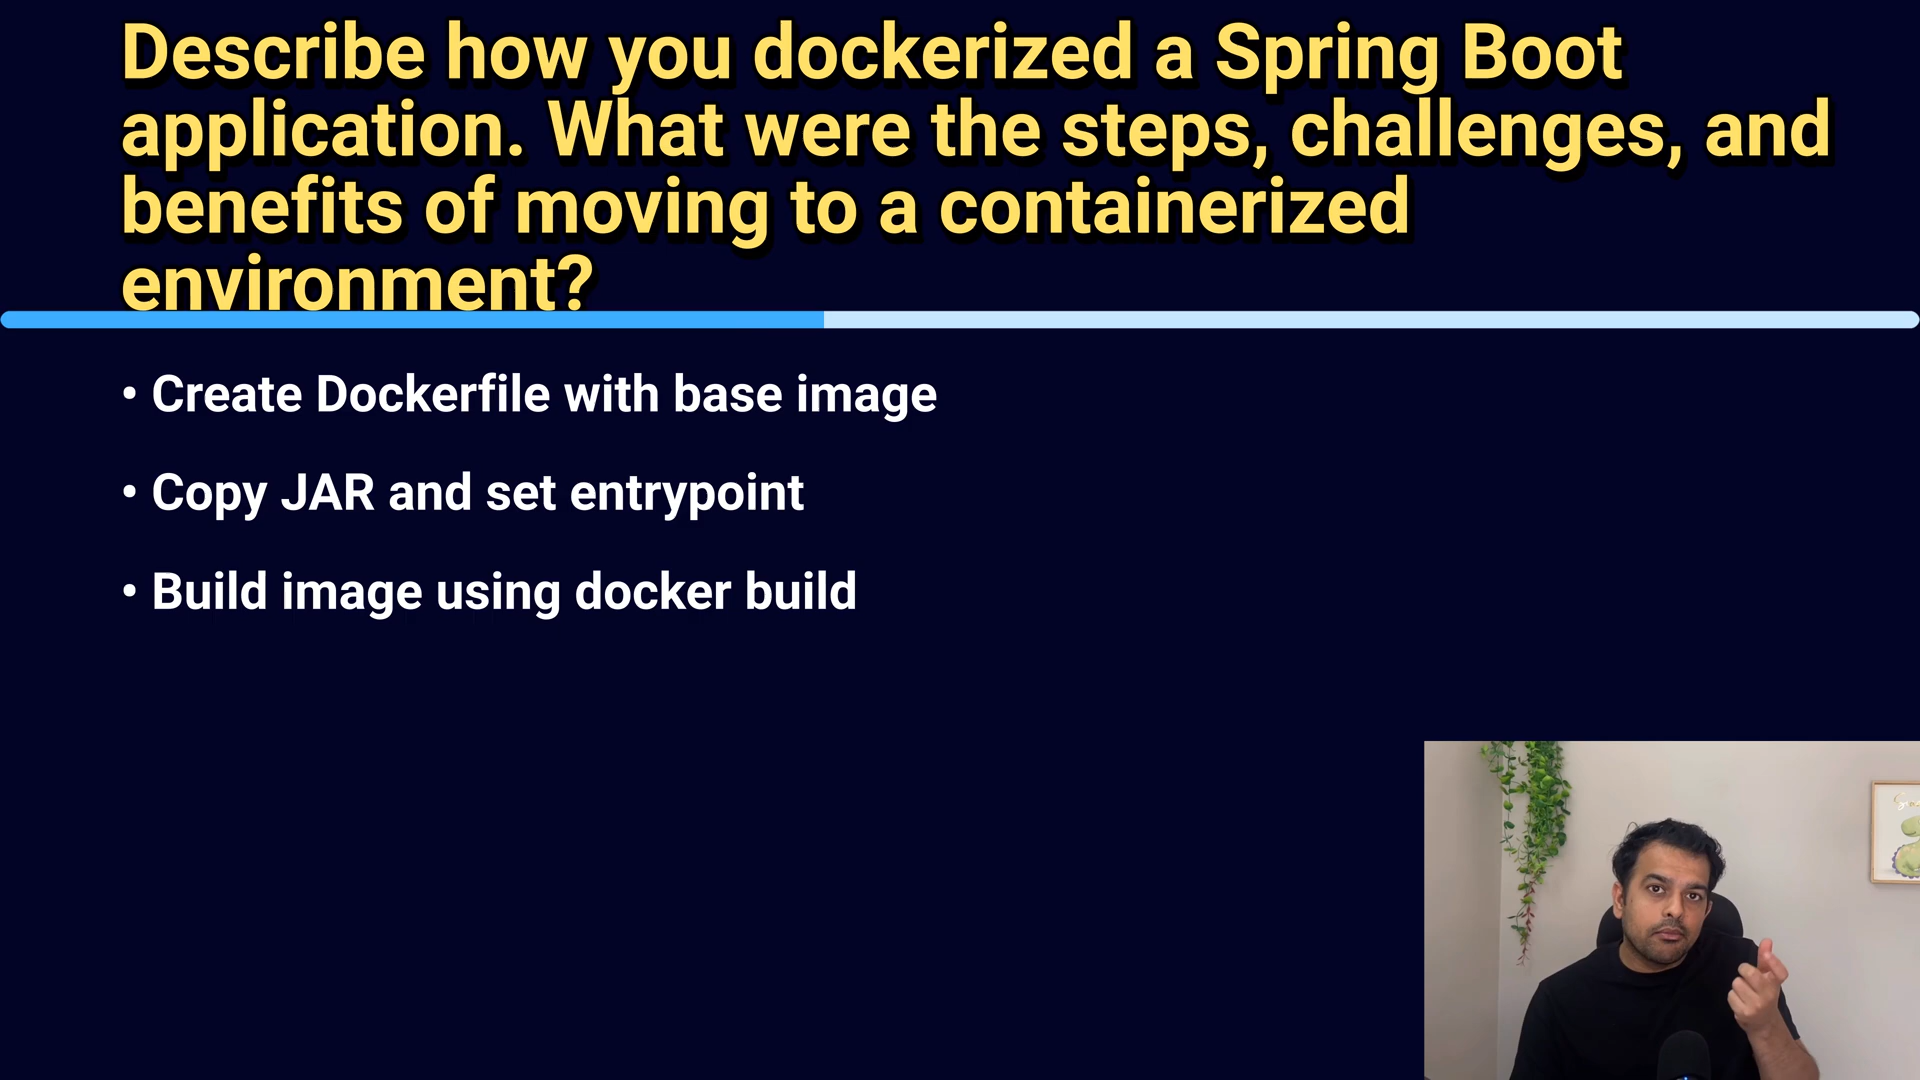 Describe how you dockerized a Spring Boot
application. What were the steps, challenges, and
benefits of moving to a containerized
environment?
• Create Dockerfile with base image
• Copy JAR and set entrypoint
• Build image using docker build